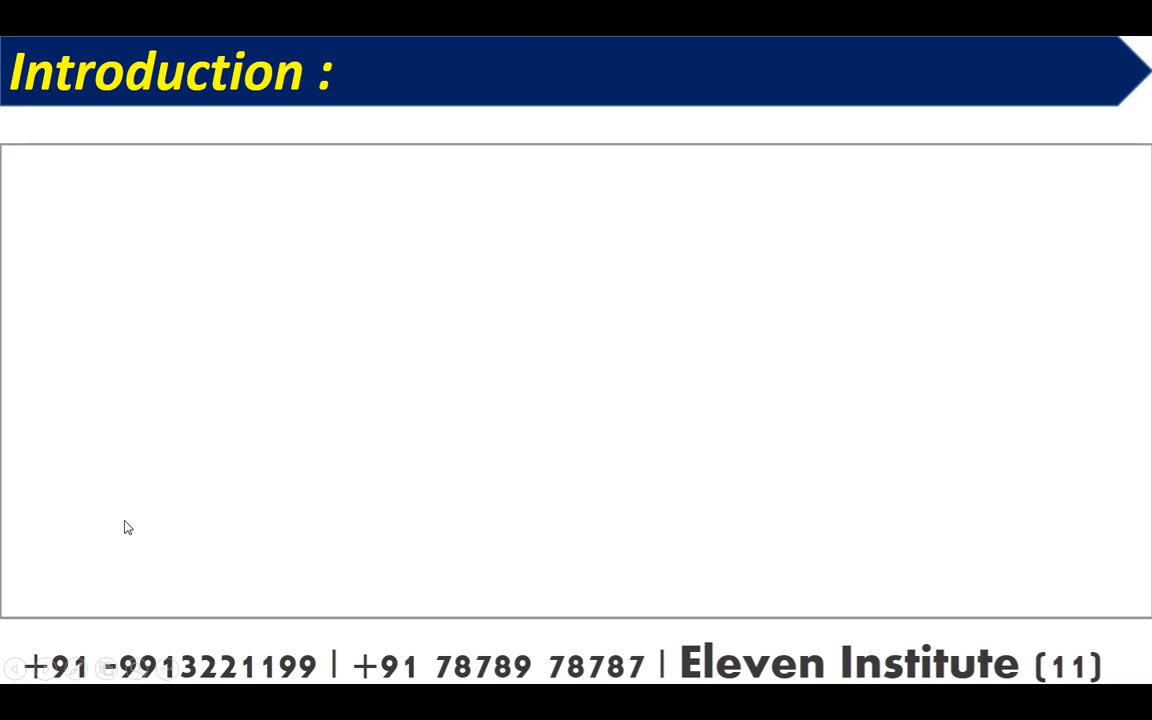 Introduction :
+91 -9913221199 | +91 78789 78787 | Eleven Institute (11)